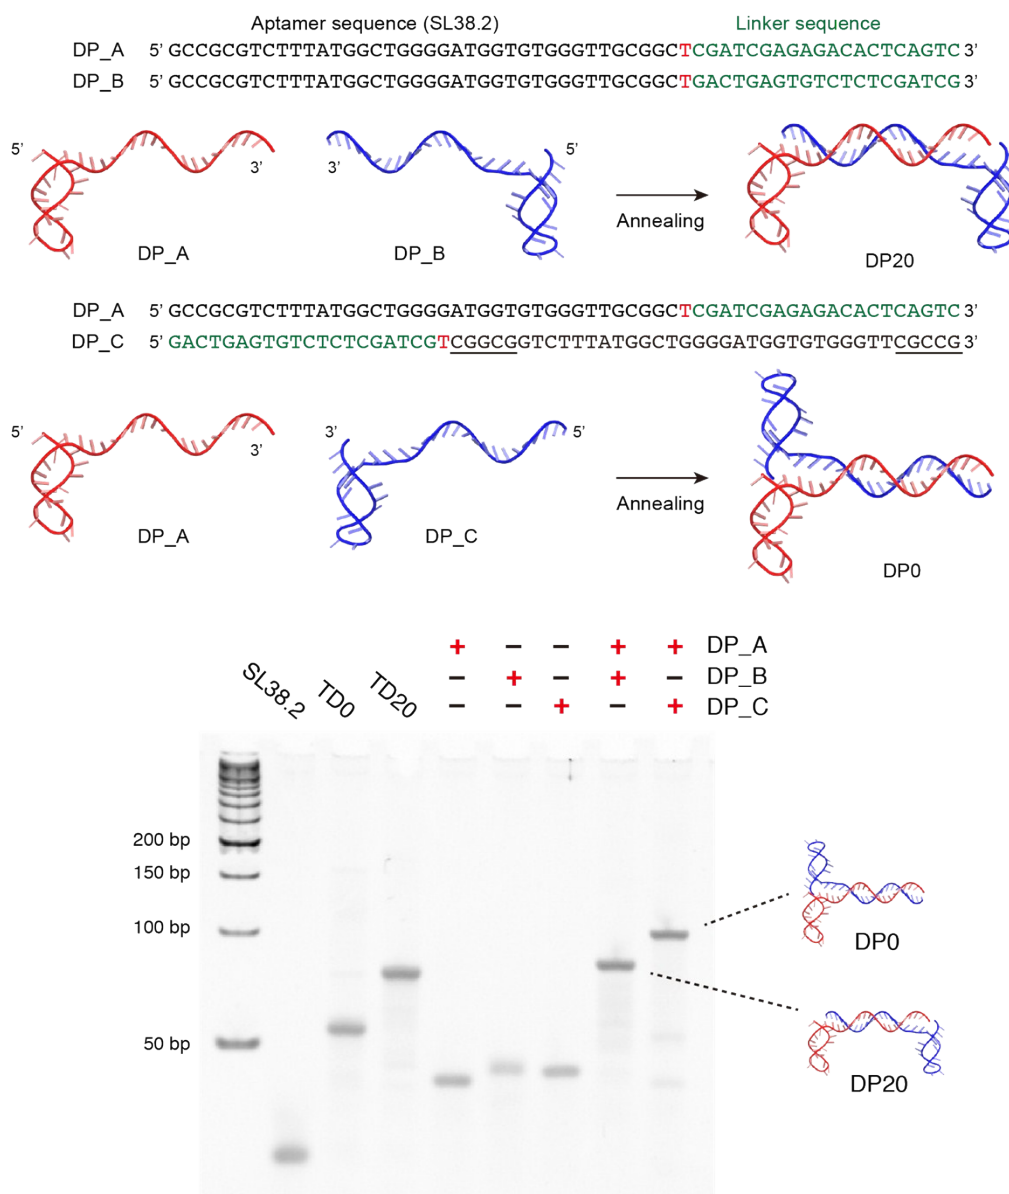 Aptamer sequence (SL38.2) Linker sequence
DP_A 5' GCCGCGTCTTTATGGCTGGGGATGGTGTGGGTTGCGGCTCGATCGAGAGACACTCAGTC 3'
DP_B 5' GCCGCGTCTTTATGGCTGGGGATGGTGTGGGTTGCGGCTGACTGAGTGTCTCTCGATCG 3'
5' 3' 3' 5'
Annealing
DP_A DP_B DP20
DP_A 5' GCCGCGTCTTTATGGCTGGGGATGGTGTGGGTTGCGGCTCGATCGAGAGACACTCAGTC 3'
DP_C 5' GACTGAGTGTCTCTCGATCGTCGGCGGTCTTTATGGCTGGGGATGGTGTGGGTTCGCCG 3'
5' 3' 3' 5'
Annealing
DP_A DP_C DP0
SL38.2 TD0 TD20
+ − − + + DP_A
− + − + − DP_B
− − + − + DP_C
200 bp
150 bp
100 bp
50 bp
DP0
DP20